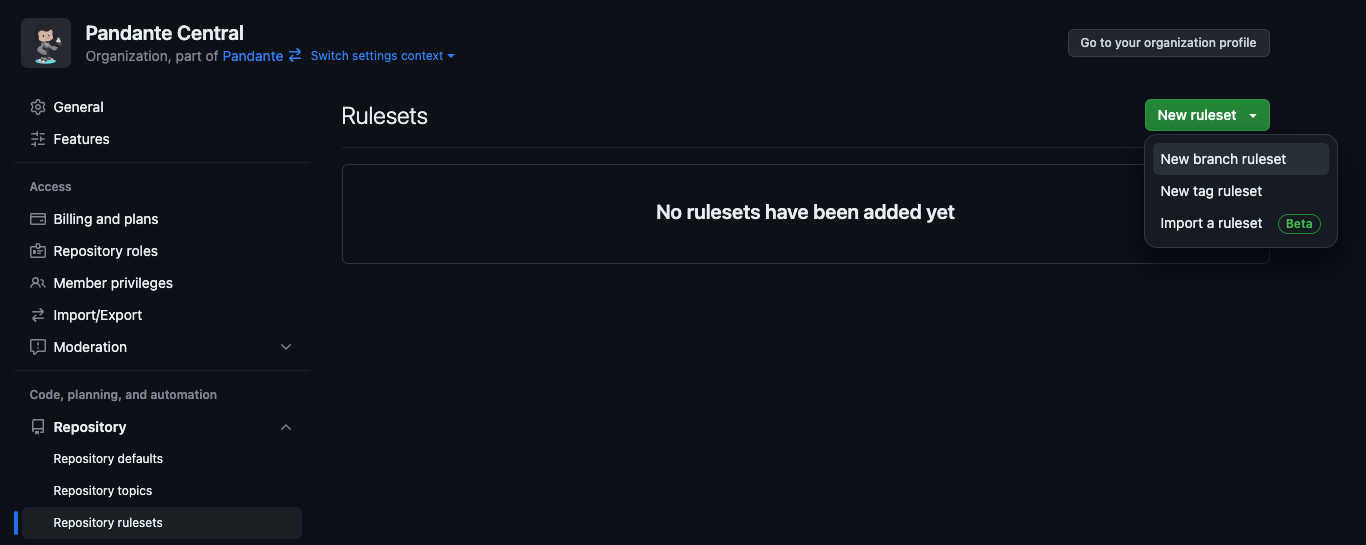 Pandante Central
Organization, part of Pandante Switch settings context
Go to your organization profile
General
Features
Access
Billing and plans
Repository roles
Member privileges
Import/Export
Moderation
Code, planning, and automation
Repository
Repository defaults
Repository topics
Repository rulesets
Rulesets
New ruleset
New branch ruleset
New tag ruleset
Import a ruleset Beta
No rulesets have been added yet